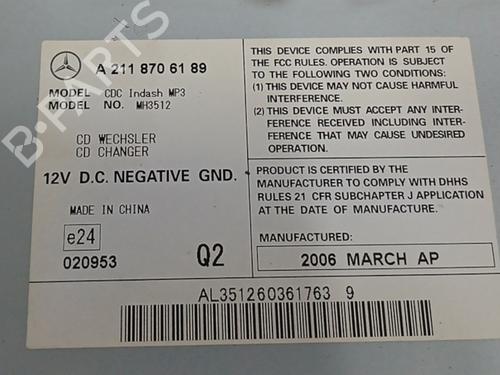 A 211 870 61 89
MODEL CDC Indash MP3
MODEL NO. MH3512
CD WECHSLER
CD CHANGER
12V D.C. NEGATIVE GND.
MADE IN CHINA
e24
020953
Q2
THIS DEVICE COMPLIES WITH PART 15 OF
THE FCC RULES. OPERATION IS SUBJECT
TO THE FOLLOWING TWO CONDITIONS:
(1) THIS DEVICE MAY NOT CAUSE HARMFUL
INTERFERENCE.
(2) THIS DEVICE MUST ACCEPT ANY INTER-
FERENCE RECEIVED INCLUDING INTER-
FERENCE THAT MAY CAUSE UNDESIRED
OPERATION.
PRODUCT IS CERTIFIED BY THE
MANUFACTURER TO COMPLY WITH DHHS
RULES 21 CFR SUBCHAPTER J APPLICATION
AT THE DATE OF MANUFACTURE.
MANUFACTURED:
2006 MARCH AP
AL351260361763 9
B-PARTS